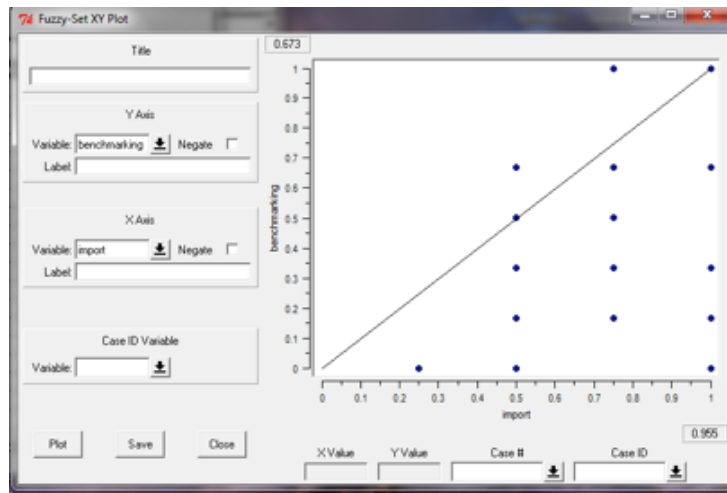 Fuzzy-Set XY Plot
Title
Y Axis
Variable: benchmarking Negate
Label:
X Axis
Variable: import Negate
Label:
Case ID Variable
Variable:
Plot Save Close
0.673
1
0.9
0.8
0.7
0.6
0.5
0.4
0.3
0.2
0.1
0
benchmarking
0 0.1 0.2 0.3 0.4 0.5 0.6 0.7 0.8 0.9 1
import
0.955
X Value Y Value Case # Case ID